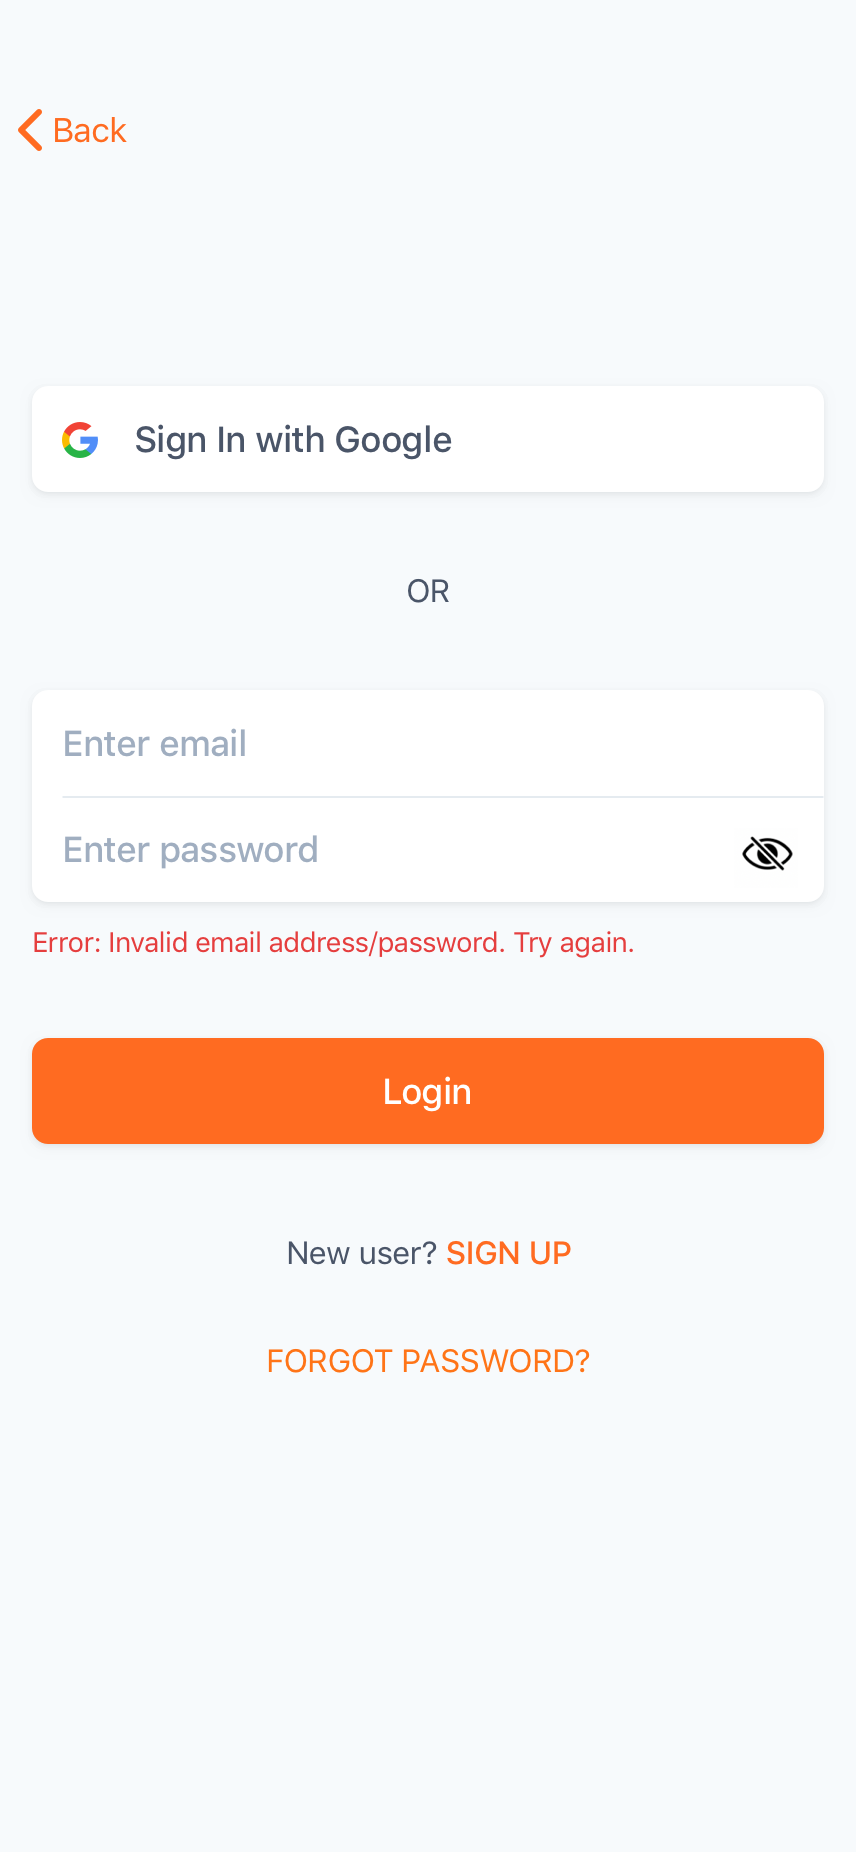 Back
Sign In with Google
OR
Enter email
Enter password
Error: Invalid email address/password. Try again.
Login
New user? SIGN UP
FORGOT PASSWORD?